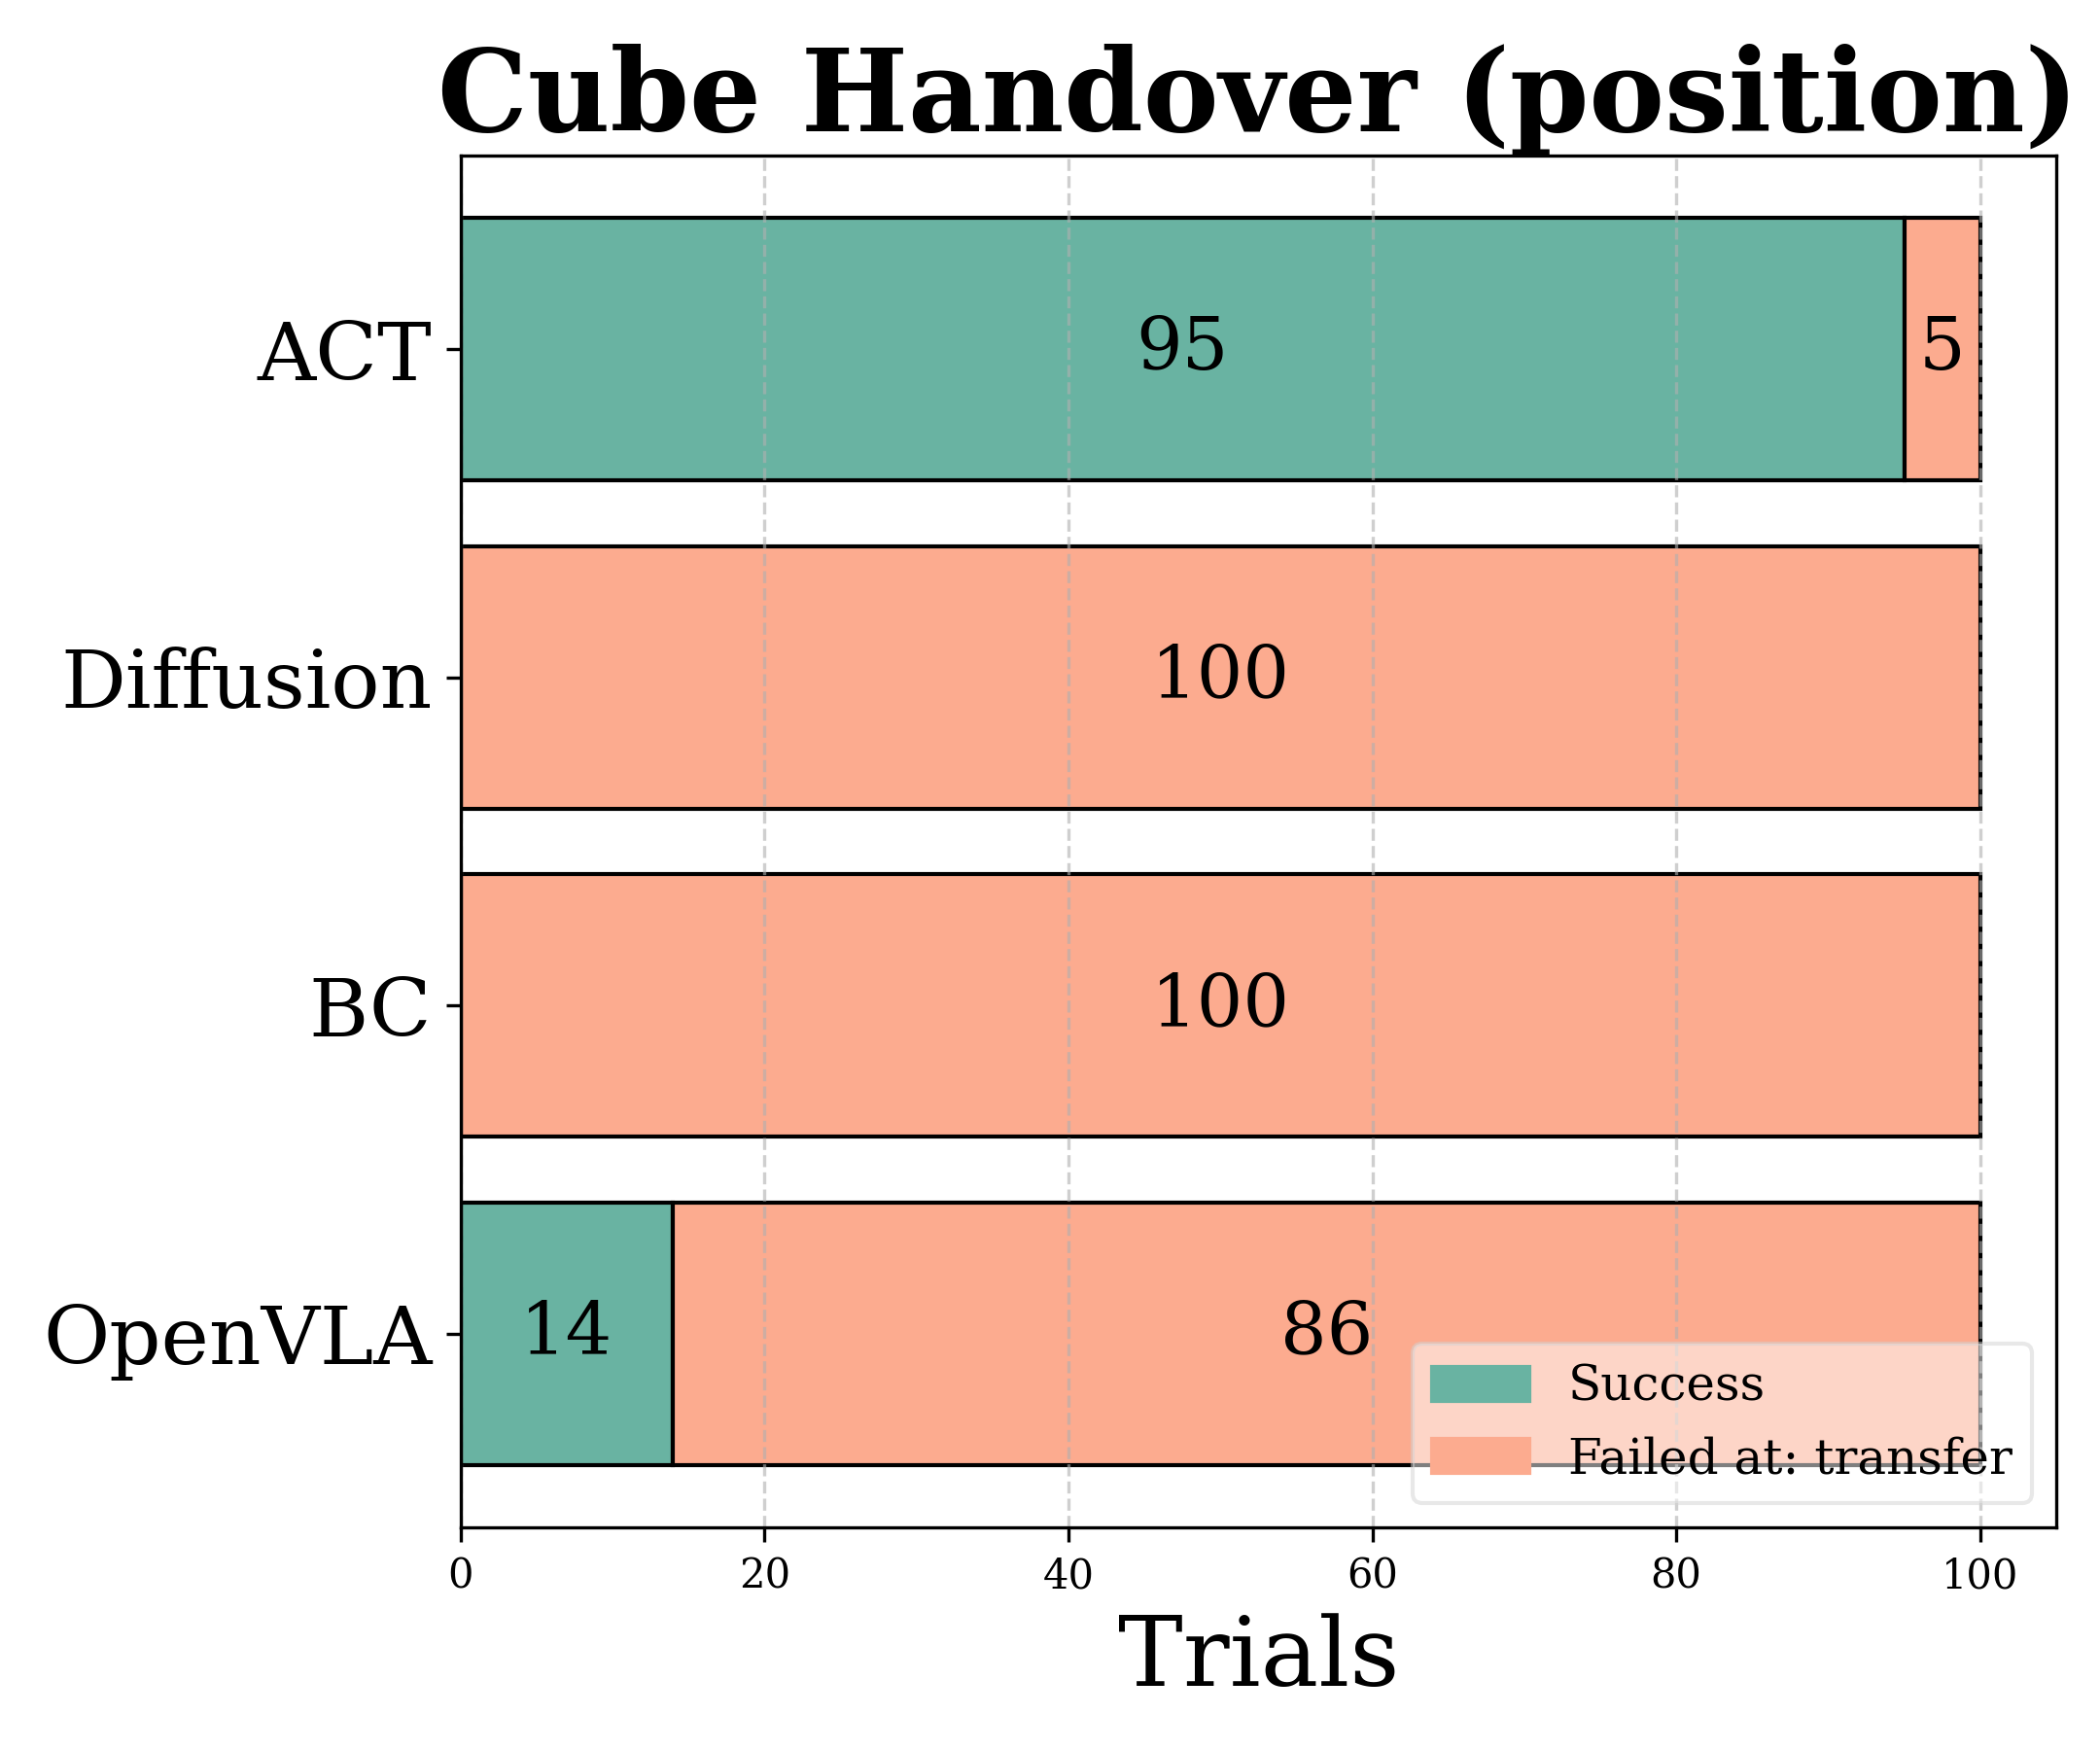 Cube Handover (position)
ACT
95
5
Diffusion
100
BC
100
OpenVLA
14
86
Success
Failed at: transfer
0 20 40 60 80 100
Trials